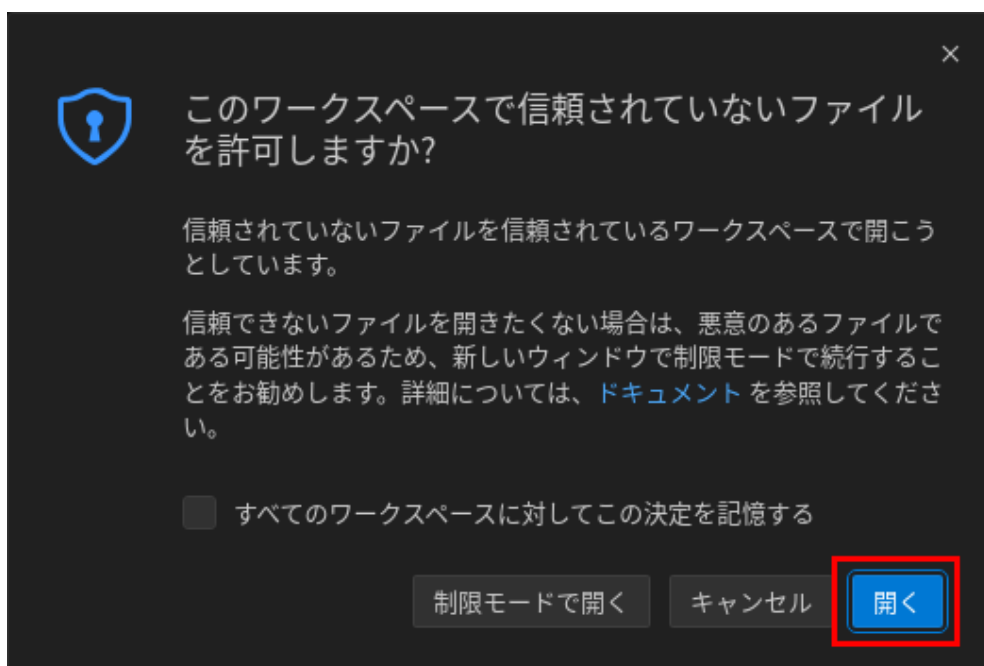 このワークスペースで信頼されていないファイル
を許可しますか?
信頼されていないファイルを信頼されているワークスペースで開こう
としています。
信頼できないファイルを開きたくない場合は、悪意のあるファイルで
ある可能性があるため、新しいウィンドウで制限モードで続行するこ
とをお勧めします。詳細については、ドキュメント を参照してくださ
い。
すべてのワークスペースに対してこの決定を記憶する
制限モードで開く キャンセル 開く